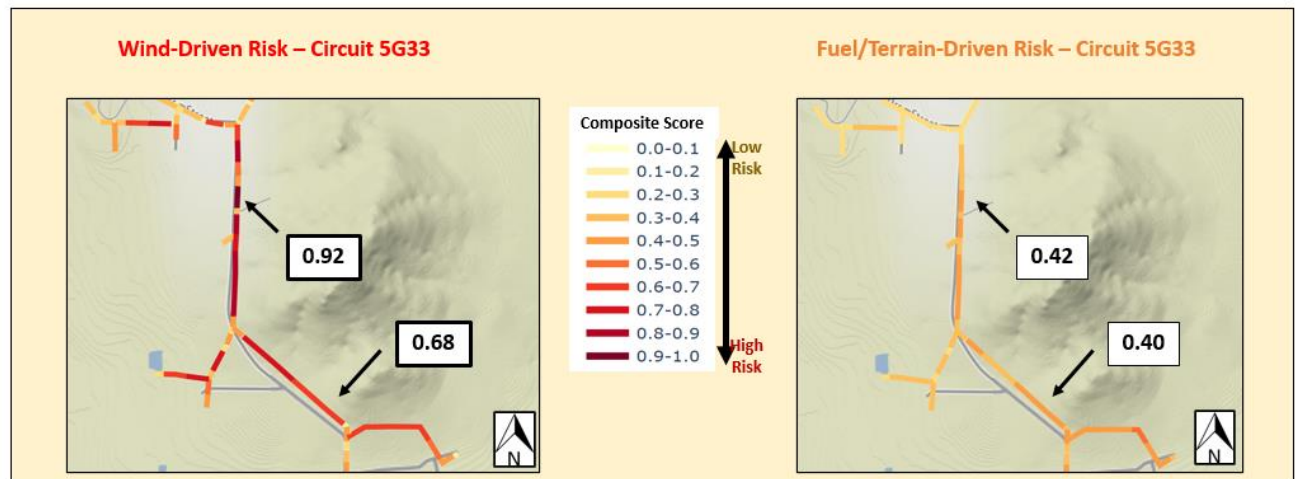 Wind-Driven Risk – Circuit 5G33
Fuel/Terrain-Driven Risk – Circuit 5G33
0.92
0.68
N
Composite Score
0.0-0.1
0.1-0.2
0.2-0.3
0.3-0.4
0.4-0.5
0.5-0.6
0.6-0.7
0.7-0.8
0.8-0.9
0.9-1.0
Low
Risk
High
Risk
0.42
0.40
N